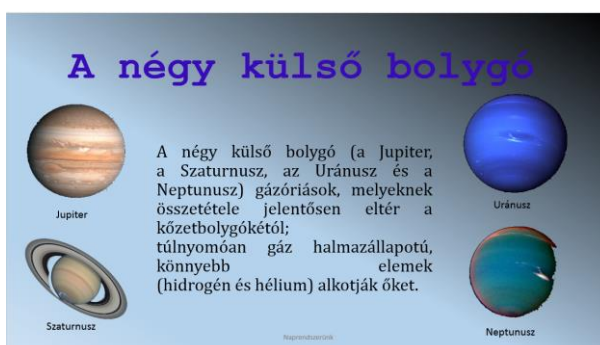 A négy külső bolygó
A négy külső bolygó (a Jupiter,
a Szaturnusz, az Uránusz és a
Neptunusz) gázóriások, melyeknek
összetétele jelentősen eltér a
kőzetbolygókétól;
túlnyomóan gáz halmazállapotú,
könnyebb elemek
(hidrogén és hélium) alkotják őket.
Jupiter
Szaturnusz
Uránusz
Neptunusz
Naprendszerünk